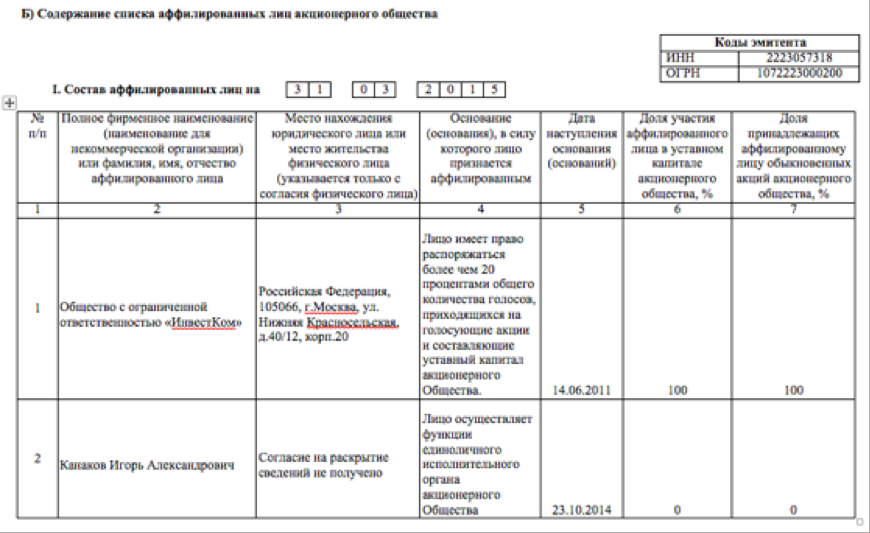 Б) Содержание списка аффилированных лиц акционерного общества
Коды эмитента
ИНН 2223057318
ОГРН 1072223000200
I. Состав аффилированных лиц на 3 1 0 3 2 0 1 5
№
п/п
Полное фирменное наименование
(наименование для
некоммерческой организации)
или фамилия, имя, отчество
аффилированного лица
Место нахождения
юридического лица или
место жительства
физического лица
(указывается только с
согласия физического лица)
Основание
(основания), в силу
которого лицо
признается
аффилированным
Дата
наступления
основания
(оснований)
Доля участия
аффилированного
лица в уставном
капитале
акционерного
общества, %
Доля
принадлежащих
аффилированному
лицу обыкновенных
акций акционерного
общества, %
1 2 3 4 5 6 7
1
Общество с ограниченной
ответственностью «ИнвестКом»
Российская Федерация,
105066, г.Москва, ул.
Нижняя Красносельская,
д.40/12, корп.20
Лицо имеет право
распоряжаться
более чем 20
процентами общего
количества голосов,
приходящихся на
голосующие акции
и составляющие
уставный капитал
акционерного
Общества.
14.06.2011
100
100
2
Канаков Игорь Александрович
Согласие на раскрытие
сведений не получено
Лицо осуществляет
функции
единоличного
исполнительного
органа
акционерного
Общества
23.10.2014
0
0